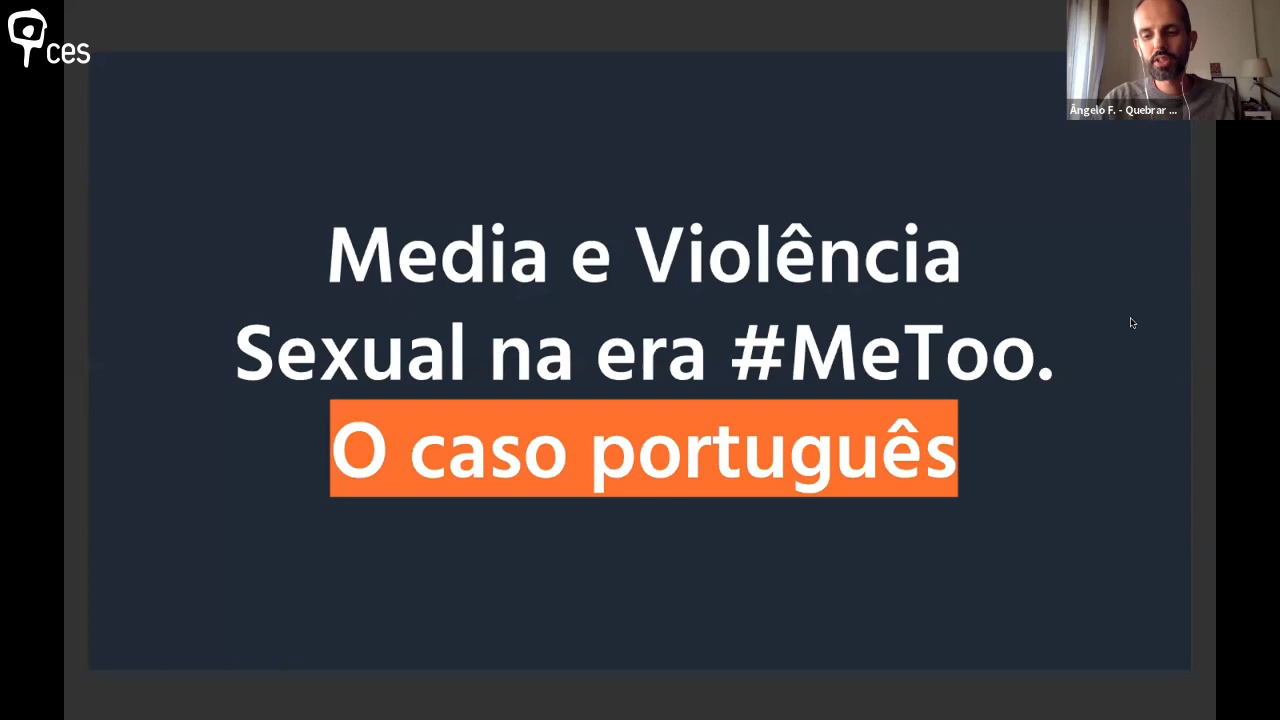 ces
Ângelo F. - Quebrar ...
Media e Violência
Sexual na era #MeToo.
O caso português